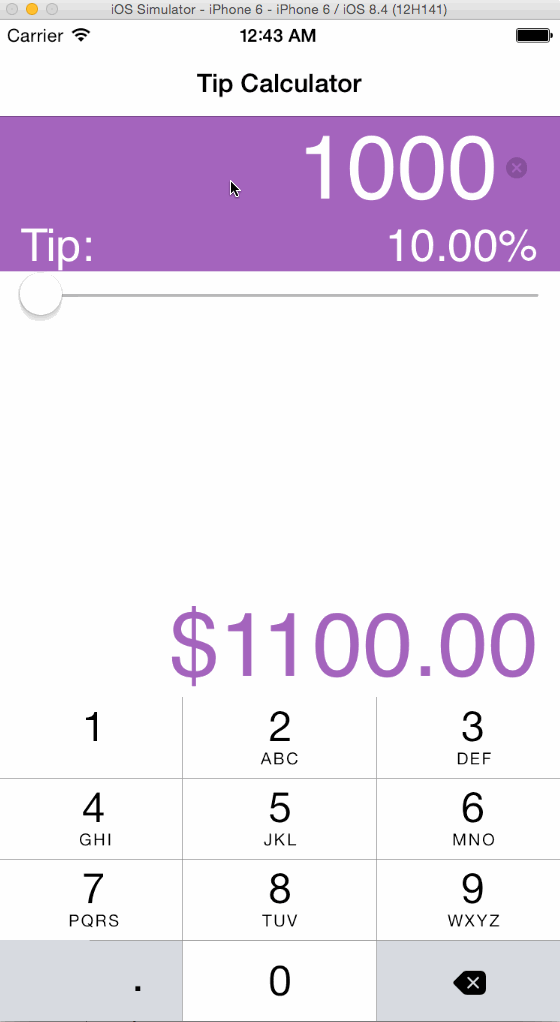 iOS Simulator - iPhone 6 - iPhone 6 / iOS 8.4 (12H141)
Carrier 12:43 AM
Tip Calculator
1000
Tip: 10.00%
$1100.00
1 2 3
ABC DEF
4 5 6
GHI JKL MNO
7 8 9
PQRS TUV WXYZ
. 0